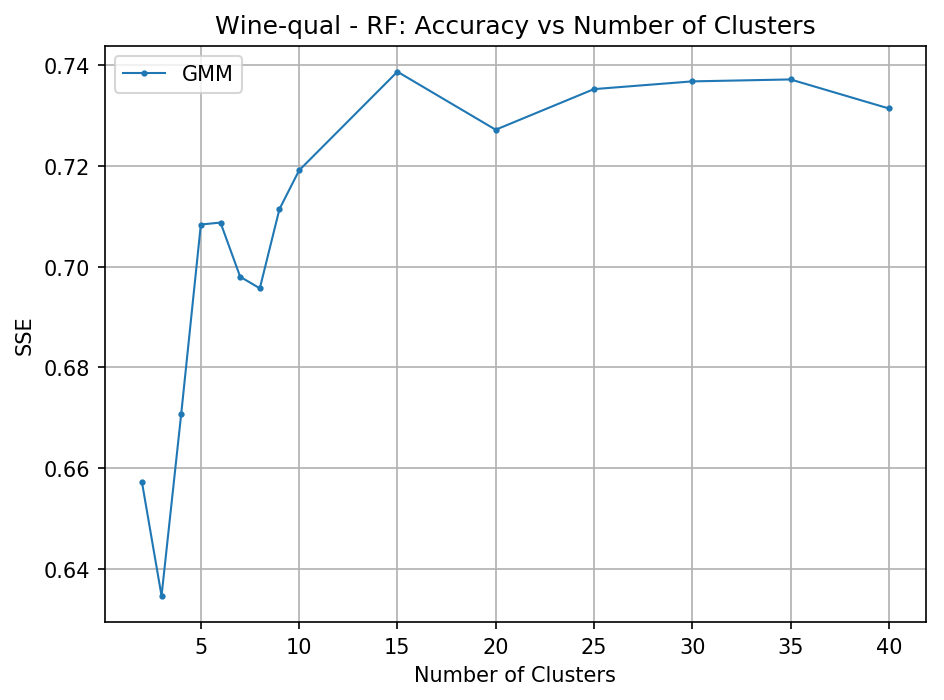 Wine-qual - RF: Accuracy vs Number of Clusters
GMM
SSE
0.74
0.72
0.70
0.68
0.66
0.64
5 10 15 20 25 30 35 40
Number of Clusters